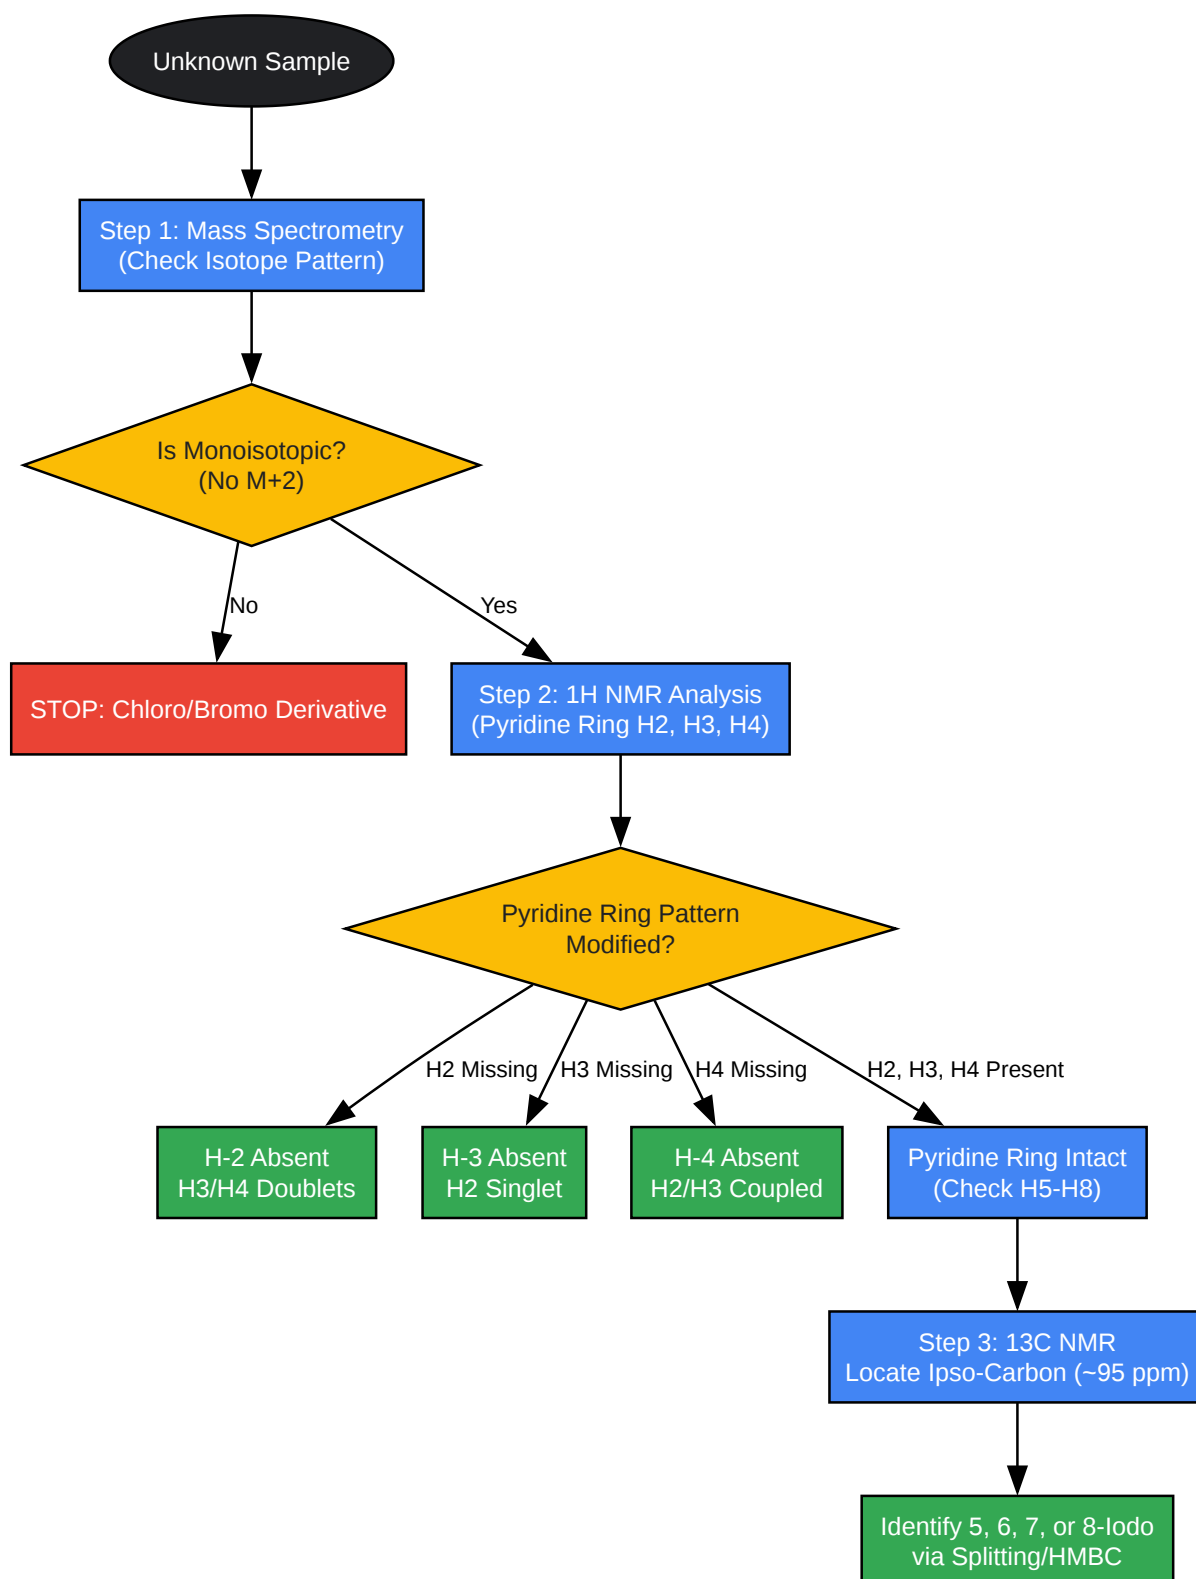 Unknown Sample
Step 1: Mass Spectrometry
(Check Isotope Pattern)
Is Monoisotopic?
(No M+2)
No
Yes
STOP: Chloro/Bromo Derivative
Step 2: 1H NMR Analysis
(Pyridine Ring H2, H3, H4)
Pyridine Ring Pattern
Modified?
H2 Missing
H3 Missing
H4 Missing
H2, H3, H4 Present
H-2 Absent
H3/H4 Doublets
H-3 Absent
H2 Singlet
H-4 Absent
H2/H3 Coupled
Pyridine Ring Intact
(Check H5-H8)
Step 3: 13C NMR
Locate Ipso-Carbon (~95 ppm)
Identify 5, 6, 7, or 8-Iodo
via Splitting/HMBC